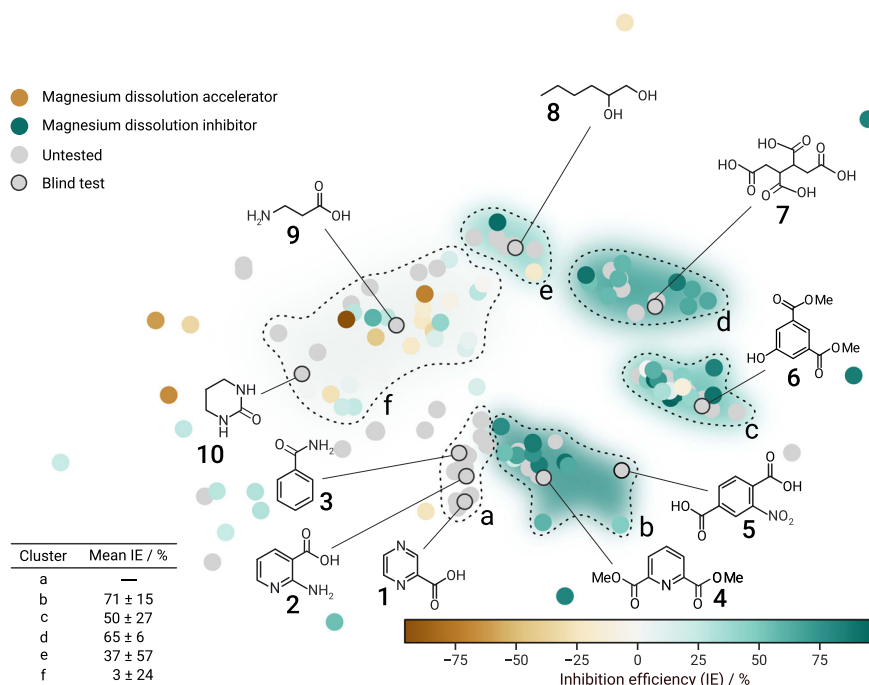 Magnesium dissolution accelerator
Magnesium dissolution inhibitor
Untested
Blind test
8
OH
OH
7
HO
O
O
HO
OH
O
O
OH
H2N
O
OH
9
e
d
O
OMe
HO
OMe
O
6
c
f
NH
N
H
O
10
O
NH2
3
a
b
O
OH
HO
O
NO2
5
O
OH
N
NH2
2
N
N
OH
O
1
MeO
OMe
O
N
O
4
Cluster Mean IE / %
a —
b 71 ± 15
c 50 ± 27
d 65 ± 6
e 37 ± 57
f 3 ± 24
−75 −50 −25 0 25 50 75
Inhibition efficiency (IE) / %